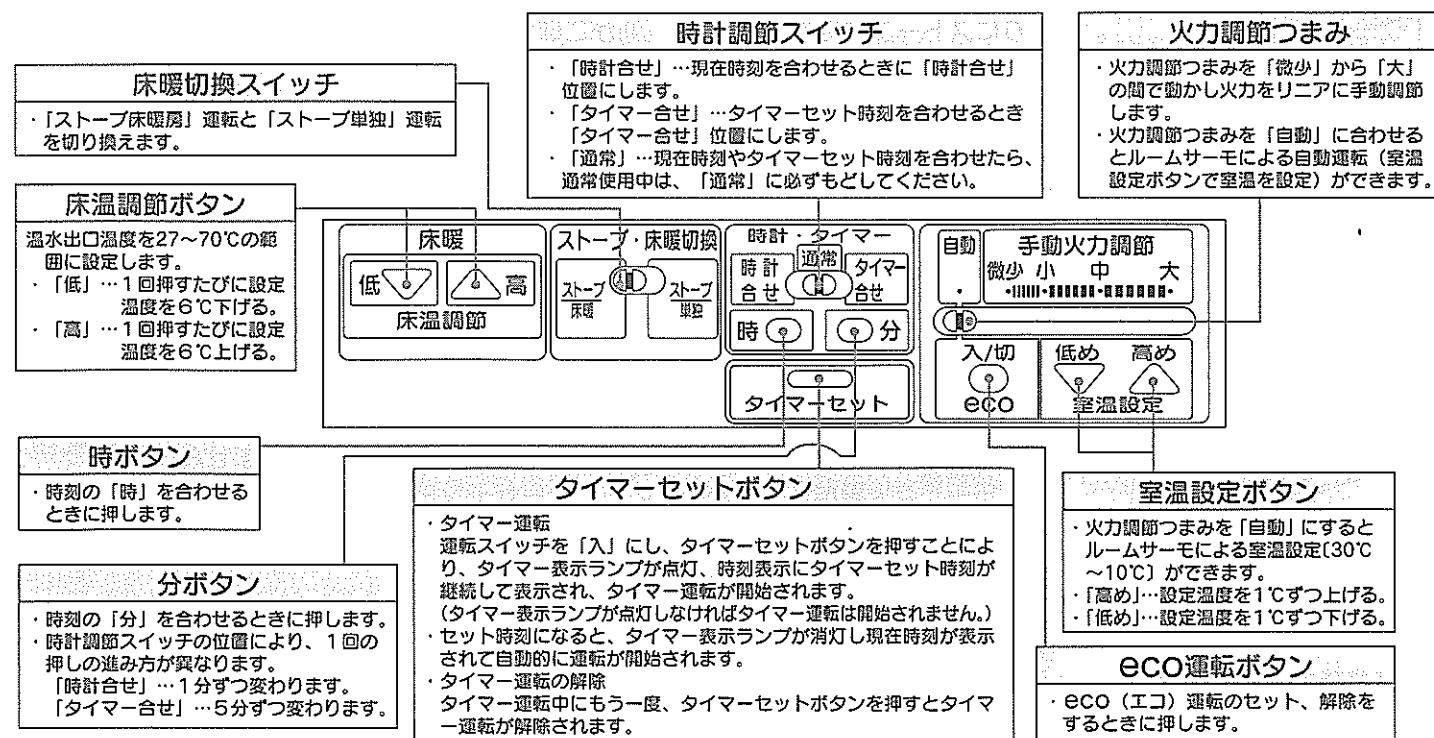 時計調節スイッチ
・「時計合せ」…現在時刻を合わせるときに「時計合せ」
位置にします。
・「タイマー合せ」…タイマーセット時刻を合わせるとき
「タイマー合せ」位置にします。
・「通常」…現在時刻やタイマーセット時刻を合わせたら、
通常使用中は、「通常」に必ずもどしてください。
火力調節つまみ
・火力調節つまみを「微少」から「大」
の間で動かし火力をリニアに手動調節
します。
・火力調節つまみを「自動」に合わせる
とルームサーモによる自動運転（室温
設定ボタンで室温を設定）ができます。
床暖切換スイッチ
・「ストーブ床暖房」運転と「ストーブ単独」運転
を切り換えます。
床温調節ボタン
温水出口温度を27～70℃の範
囲に設定します。
・「低」…1回押すたびに設定
温度を6℃下げる。
・「高」…1回押すたびに設定
温度を6℃上げる。
床暖
低
高
床温調節
ストーブ・床暖切換
ストーブ
床暖
ストーブ
単独
時計・タイマー
時計
合せ
通常
タイマー
合せ
時
分
タイマーセット
自動
手動火力調節
微少 小 中 大
入/切
eco
低め 高め
室温設定
時ボタン
・時刻の「時」を合わせる
ときに押します。
分ボタン
・時刻の「分」を合わせるときに押します。
・時計調節スイッチの位置により、1回の
押しの進み方が異なります。
「時計合せ」…1分ずつ変わります。
「タイマー合せ」…5分ずつ変わります。
タイマーセットボタン
・タイマー運転
運転スイッチを「入」にし、タイマーセットボタンを押すことによ
り、タイマー表示ランプが点灯、時刻表示にタイマーセット時刻が
継続して表示され、タイマー運転が開始されます。
（タイマー表示ランプが点灯しなければタイマー運転は開始されません。）
・セット時刻になると、タイマー表示ランプが消灯し現在時刻が表示
されて自動的に運転が開始されます。
・タイマー運転の解除
タイマー運転中にもう一度、タイマーセットボタンを押すとタイマ
ー運転が解除されます。
室温設定ボタン
・火力調節つまみを「自動」にすると
ルームサーモによる室温設定〔30℃
～10℃〕ができます。
・「高め」…設定温度を1℃ずつ上げる。
・「低め」…設定温度を1℃ずつ下げる。
eco運転ボタン
・eco（エコ）運転のセット、解除を
するときに押します。